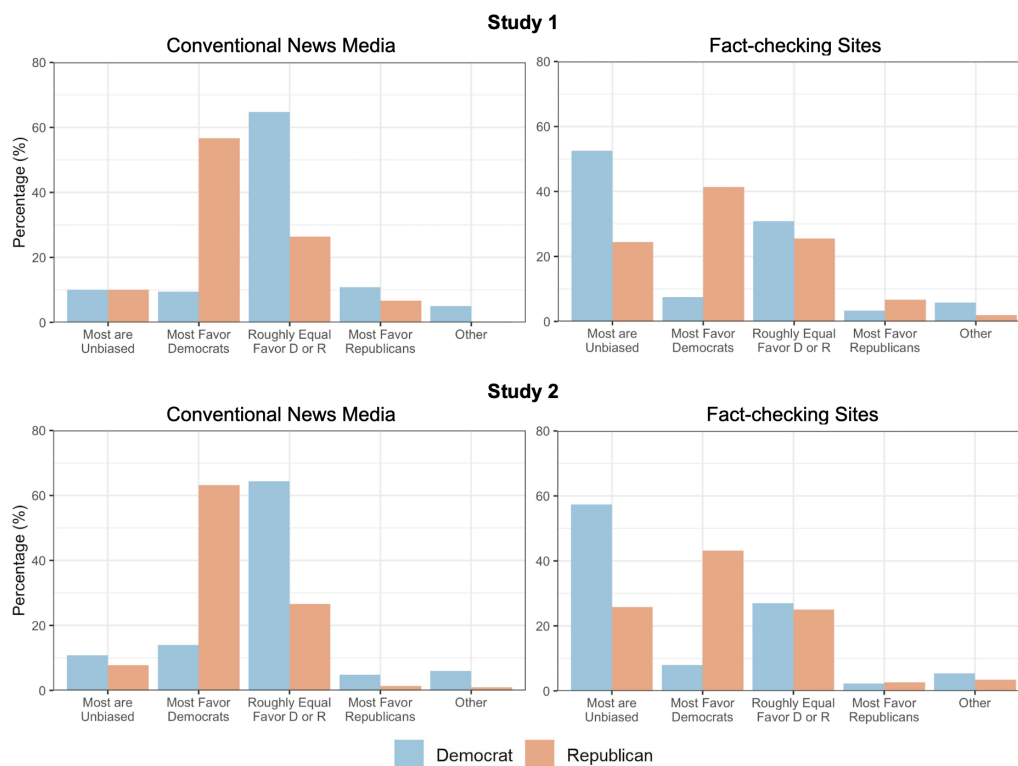 Study 1
Conventional News Media
Fact-checking Sites
Percentage (%)
80
60
40
20
0
80
60
40
20
0
Most are
Unbiased
Most Favor
Democrats
Roughly Equal
Favor D or R
Most Favor
Republicans
Other
Most are
Unbiased
Most Favor
Democrats
Roughly Equal
Favor D or R
Most Favor
Republicans
Other
Study 2
Conventional News Media
Fact-checking Sites
Percentage (%)
80
60
40
20
0
80
60
40
20
0
Most are
Unbiased
Most Favor
Democrats
Roughly Equal
Favor D or R
Most Favor
Republicans
Other
Most are
Unbiased
Most Favor
Democrats
Roughly Equal
Favor D or R
Most Favor
Republicans
Other
Democrat
Republican